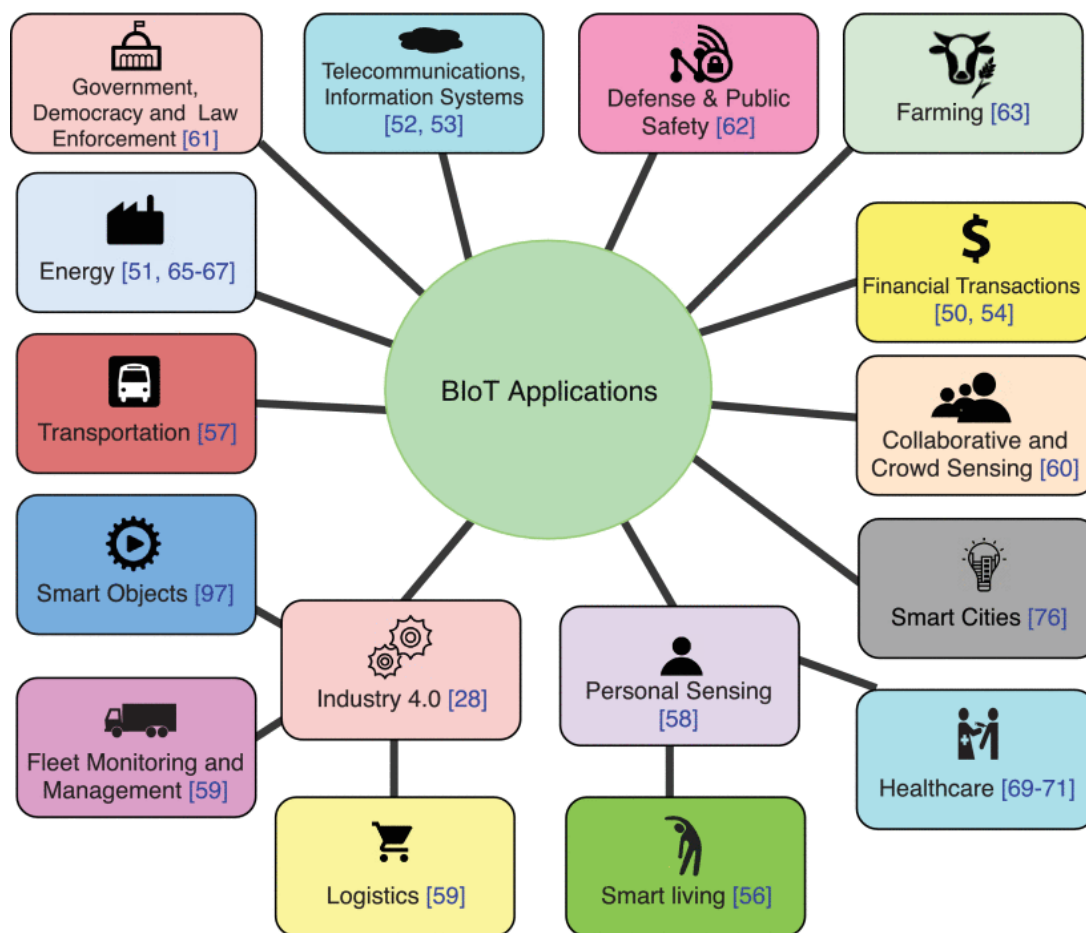 Government,
Democracy and Law
Enforcement [61]
Telecommunications,
Information Systems
[52, 53]
Defense & Public
Safety [62]
Farming [63]
Energy [51, 65-67]
$
Financial Transactions
[50, 54]
BIoT Applications
Transportation [57]
Collaborative and
Crowd Sensing [60]
Smart Objects [97]
Smart Cities [76]
Industry 4.0 [28]
Personal Sensing
[58]
Fleet Monitoring and
Management [59]
Healthcare [69-71]
Logistics [59]
Smart living [56]